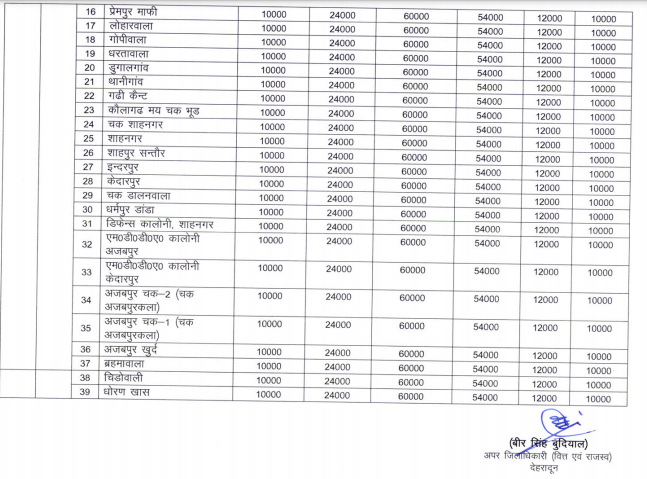 16 प्रेमपुर माफी 10000 24000 60000 54000 12000 10000
17 लोहारवाला 10000 24000 60000 54000 12000 10000
18 गोपीवाला 10000 24000 60000 54000 12000 10000
19 धरतावाला 10000 24000 60000 54000 12000 10000
20 डुगालगांव 10000 24000 60000 54000 12000 10000
21 थानीगांव 10000 24000 60000 54000 12000 10000
22 गढी कैन्ट 10000 24000 60000 54000 12000 10000
23 कौलागढ मय चक भूड 10000 24000 60000 54000 12000 10000
24 चक शाहनगर 10000 24000 60000 54000 12000 10000
25 शाहनगर 10000 24000 60000 54000 12000 10000
26 शाहपुर सन्तौर 10000 24000 60000 54000 12000 10000
27 इन्दरपुर 10000 24000 60000 54000 12000 10000
28 केदारपुर 10000 24000 60000 54000 12000 10000
29 चक डालनवाला 10000 24000 60000 54000 12000 10000
30 धर्मपुर डांडा 10000 24000 60000 54000 12000 10000
31 डिफेन्स कालोनी, शाहनगर 10000 24000 60000 54000 12000 10000
32 एम0डी0डी0ए0 कालोनी 10000 24000 60000 54000 12000 10000
अजबपुर
33 एम0डी0डी0ए0 कालोनी 10000 24000 60000 54000 12000 10000
केदारपुर
34 अजबपुर चक–2 (चक 10000 24000 60000 54000 12000 10000
अजबपुरकला)
35 अजबपुर चक–1 (चक 10000 24000 60000 54000 12000 10000
अजबपुरकला)
36 अजबपुर खुर्द 10000 24000 60000 54000 12000 10000
37 ब्रहमावाला 10000 24000 60000 54000 12000 10000
38 चिडोवाली 10000 24000 60000 54000 12000 10000
39 धोरण खास 10000 24000 60000 54000 12000 10000
(बीर सिंह बुदियाल)
अपर जिलाधिकारी (वित्त एवं राजस्व)
देहरादून